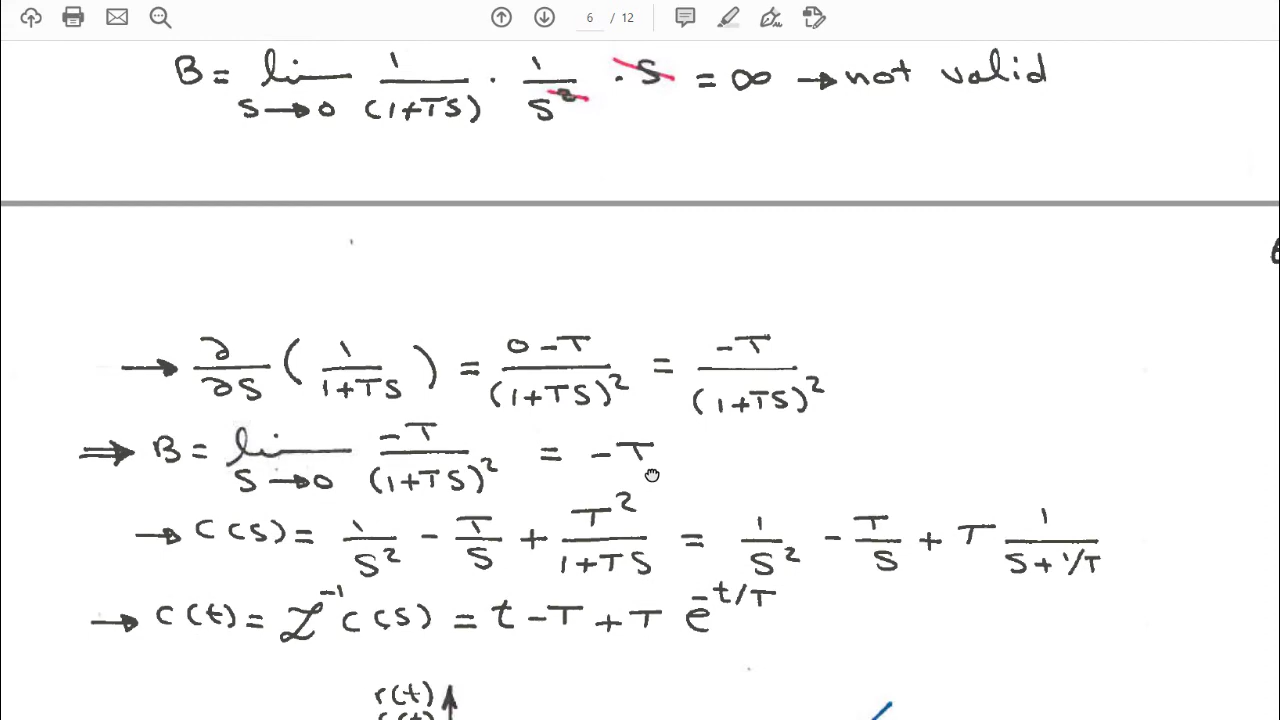 6 / 12
B = lim S→0 1/(1+TS) · 1/S² · S = ∞ → not valid
→ ∂/∂S ( 1/1+TS ) = 0-T/(1+TS)² = -T/(1+TS)²
⇒ B = lim S→0 -T/(1+TS)² = -T
→ C(S) = 1/S² - T/S + T²/1+TS = 1/S² - T/S + T 1/S+1/T
→ C(t) = ℒ⁻¹ C(S) = t - T + T e^-t/T
r(t)